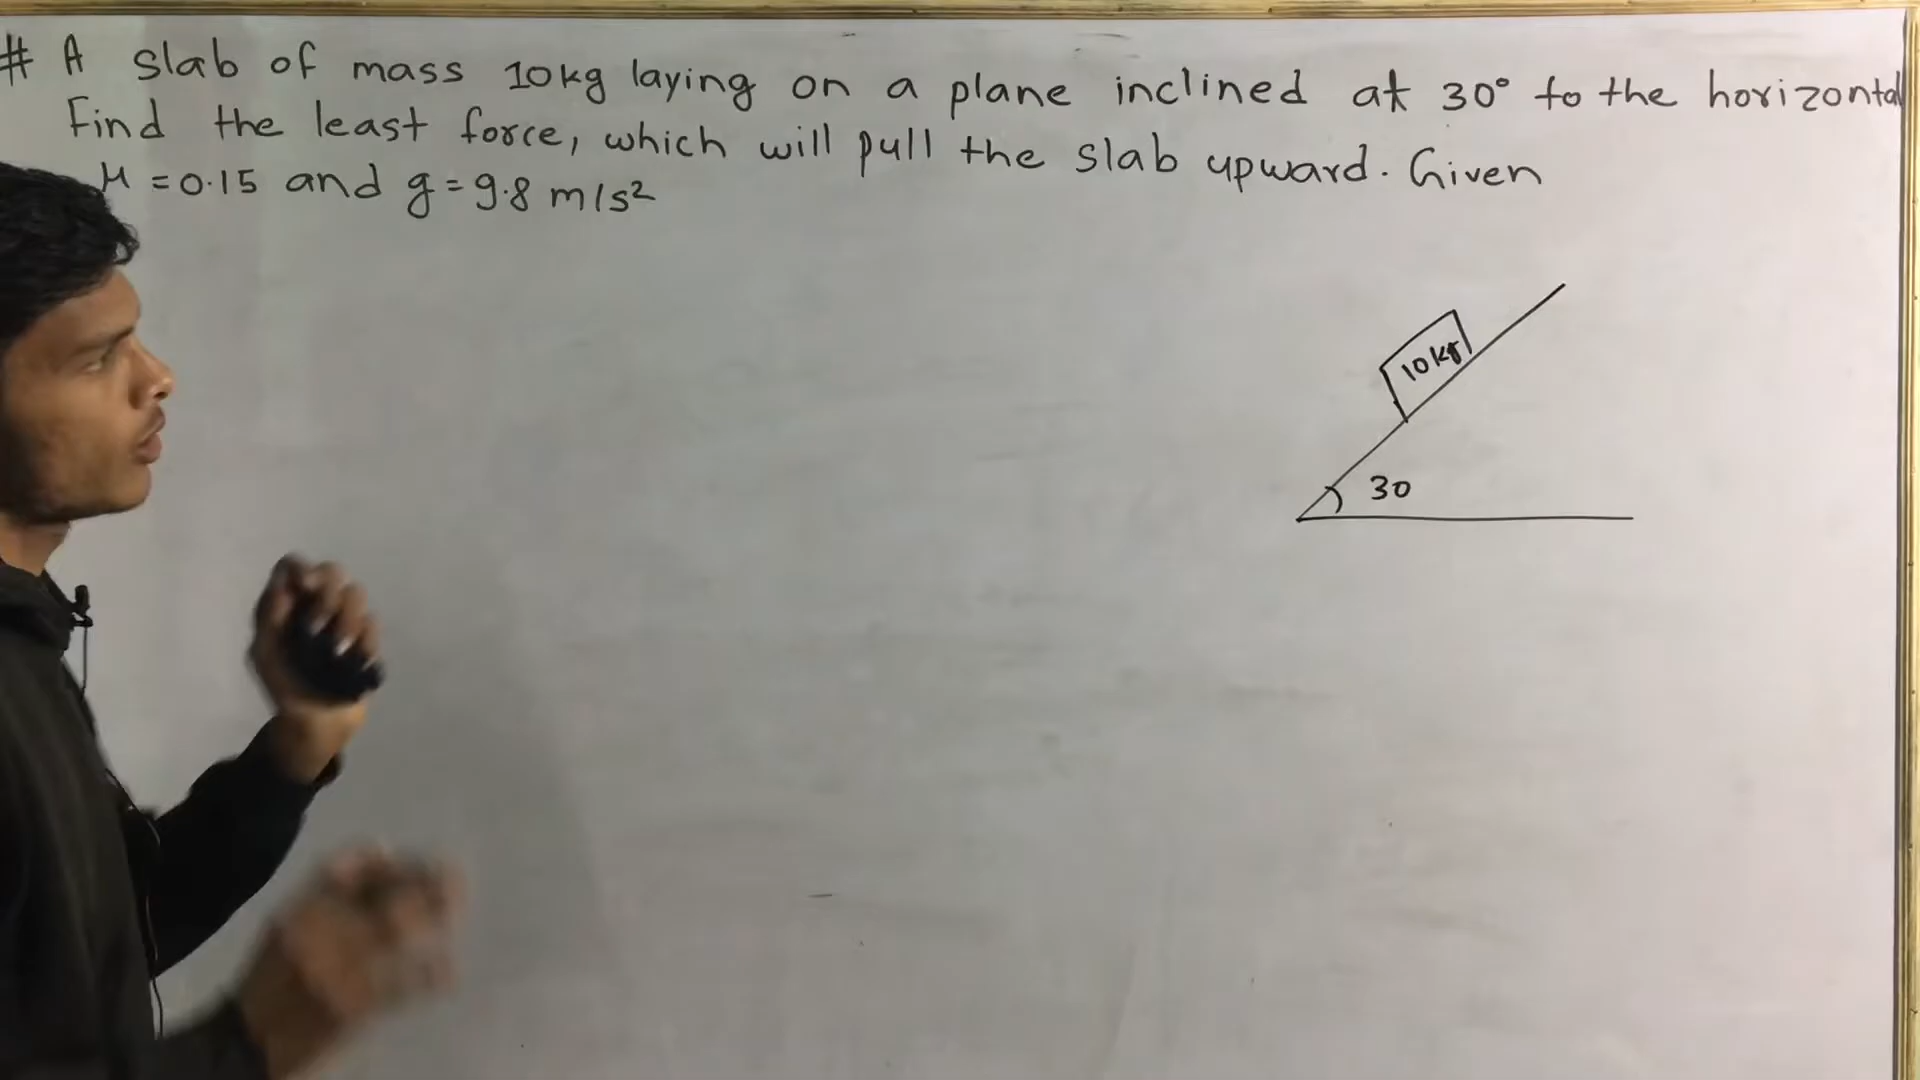 # A slab of mass 10kg laying on a plane inclined at 30° to the horizontal
Find the least force, which will pull the slab upward. Given
μ = 0.15 and g = 9.8 m/s²
10kg
30